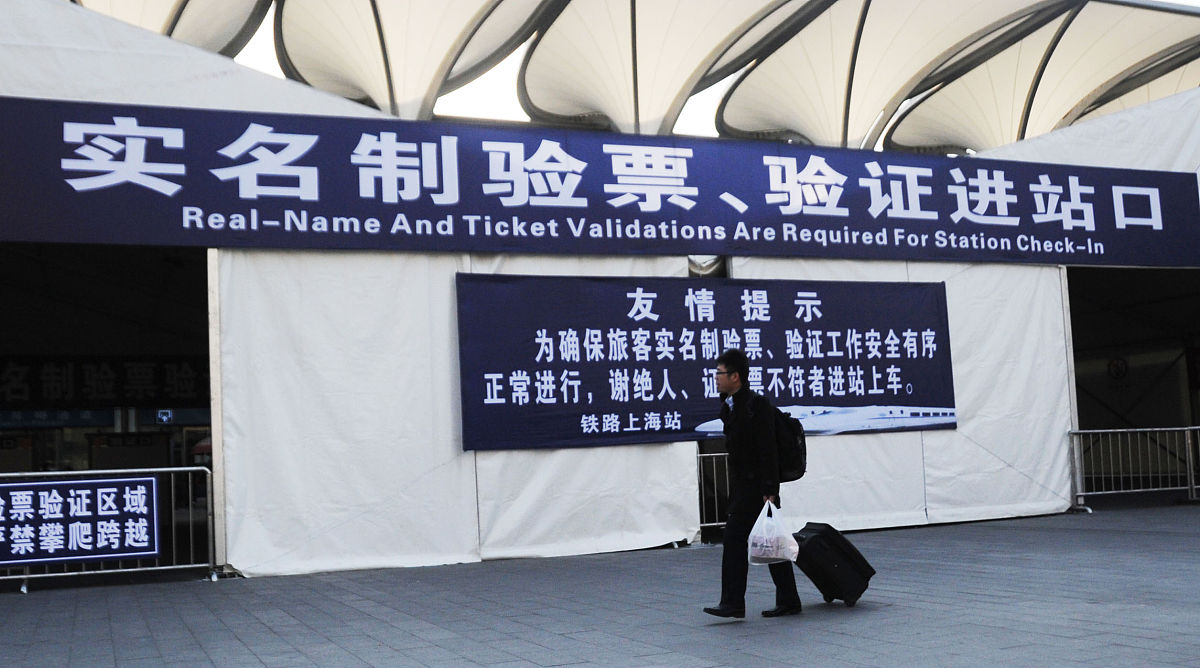 实名制验票、验证进站口
Real-Name And Ticket Validations Are Required For Station Check-In
友情提示
为确保旅客实名制验票、验证工作安全有序
正常进行，谢绝人、证、票不符者进站上车。
铁路上海站
名制验票验
验票验证区域
严禁攀爬跨越